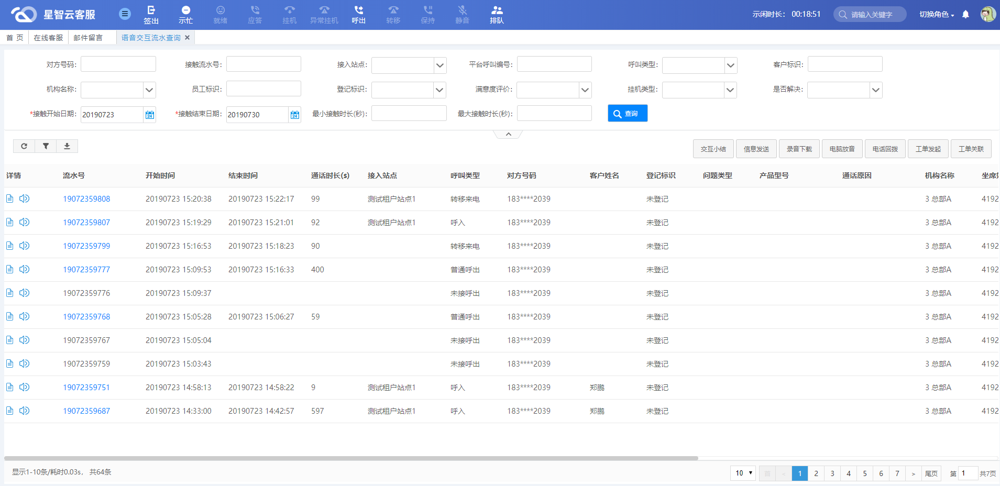 星智云客服 签出 示忙 就绪 应答 挂机 异常挂机 呼出 转移 保持 静音 排队 示闲时长： 00:18:51 请输入关键字 切换角色
首 页 在线客服 邮件留言 语音交互流水查询 ×
对方号码： 接触流水号： 接入站点： 平台呼叫编号： 呼叫类型： 客户标识：
机构名称： 员工标识： 登记标识： 满意度评价： 挂机类型： 是否解决：
*接触开始日期： 20190723 24 *接触结束日期： 20190730 24 最小接触时长(秒)： 最大接触时长(秒)： 查询
交互小结 信息发送 录音下载 电脑放音 电话回拨 工单发起 工单关联
详情 流水号 开始时间 结束时间 通话时长(s) 接入站点 呼叫类型 对方号码 客户姓名 登记标识 问题类型 产品型号 通话原因 机构名称 坐席
19072359808 20190723 15:20:38 20190723 15:22:17 99 测试租户站点1 转移来电 183****2039 未登记 3 总部A 4192
19072359807 20190723 15:19:29 20190723 15:21:01 92 测试租户站点1 呼入 183****2039 未登记 3 总部A 4192
19072359799 20190723 15:16:53 20190723 15:18:23 90 转移来电 183****2039 未登记 3 总部A 4192
19072359777 20190723 15:09:53 20190723 15:16:33 400 普通呼出 183****2039 未登记 3 总部A 4192
19072359776 20190723 15:09:37 未接呼出 183****2039 未登记 3 总部A 4192
19072359768 20190723 15:05:28 20190723 15:06:27 59 普通呼出 183****2039 未登记 3 总部A 4192
19072359767 20190723 15:05:04 未接呼出 183****2039 未登记 3 总部A 4192
19072359759 20190723 15:03:43 未接呼出 183****2039 未登记 3 总部A 4192
19072359751 20190723 14:58:13 20190723 14:58:22 9 测试租户站点1 呼入 183****2039 郑鹏 未登记 3 总部A 4192
19072359687 20190723 14:33:00 20190723 14:42:57 597 测试租户站点1 呼入 183****2039 郑鹏 未登记 3 总部A 4192
显示1-10条/耗时0.03s， 共64条 10 首 < 1 2 3 4 5 6 7 > 尾页 第 1 共7页